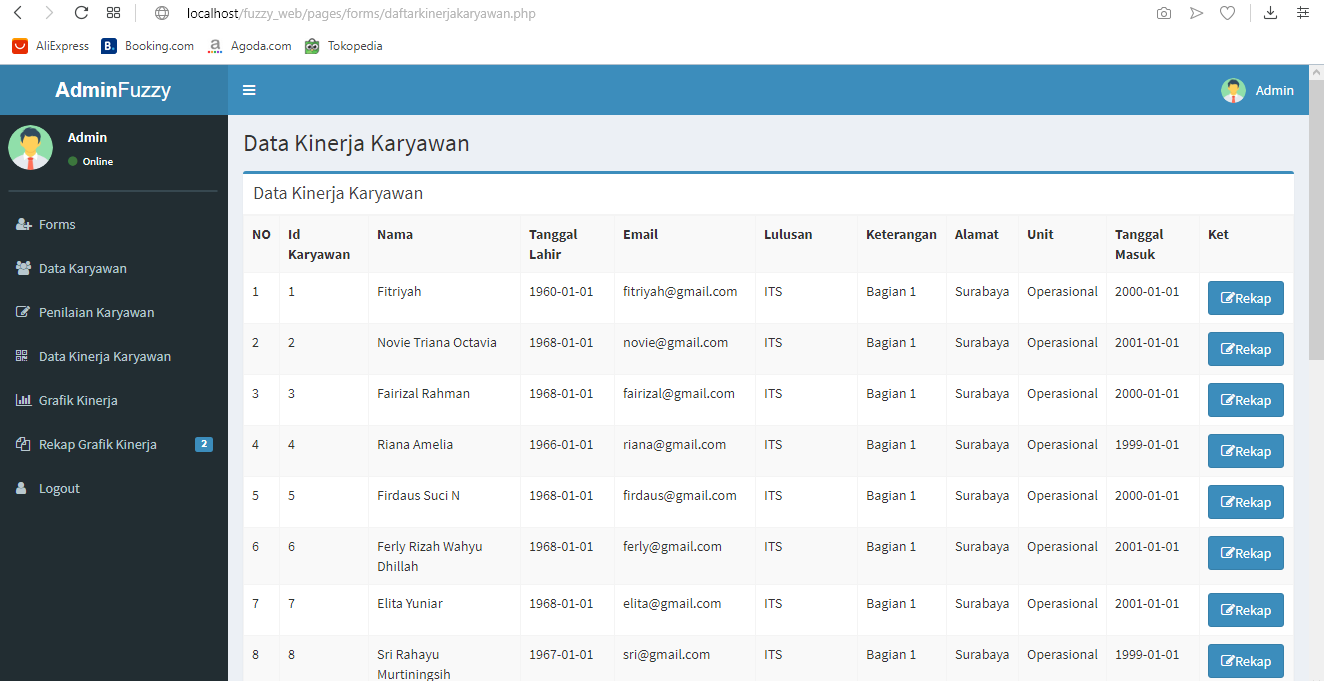 localhost/fuzzy_web/pages/forms/daftarkinerjakaryawan.php
AliExpress B. Booking.com a Agoda.com Tokopedia
AdminFuzzy
Admin
Admin
Online
Forms
Data Karyawan
Penilaian Karyawan
Data Kinerja Karyawan
Grafik Kinerja
Rekap Grafik Kinerja 2
Logout
Data Kinerja Karyawan
Data Kinerja Karyawan
NO Id Karyawan Nama Tanggal Lahir Email Lulusan Keterangan Alamat Unit Tanggal Masuk Ket
1 1 Fitriyah 1960-01-01 fitriyah@gmail.com ITS Bagian 1 Surabaya Operasional 2000-01-01 Rekap
2 2 Novie Triana Octavia 1968-01-01 novie@gmail.com ITS Bagian 1 Surabaya Operasional 2001-01-01 Rekap
3 3 Fairizal Rahman 1968-01-01 fairizal@gmail.com ITS Bagian 1 Surabaya Operasional 2000-01-01 Rekap
4 4 Riana Amelia 1966-01-01 riana@gmail.com ITS Bagian 1 Surabaya Operasional 1999-01-01 Rekap
5 5 Firdaus Suci N 1968-01-01 firdaus@gmail.com ITS Bagian 1 Surabaya Operasional 2000-01-01 Rekap
6 6 Ferly Rizah Wahyu Dhillah 1968-01-01 ferly@gmail.com ITS Bagian 1 Surabaya Operasional 2001-01-01 Rekap
7 7 Elita Yuniar 1968-01-01 elita@gmail.com ITS Bagian 1 Surabaya Operasional 2001-01-01 Rekap
8 8 Sri Rahayu Murtiningsih 1967-01-01 sri@gmail.com ITS Bagian 1 Surabaya Operasional 1999-01-01 Rekap